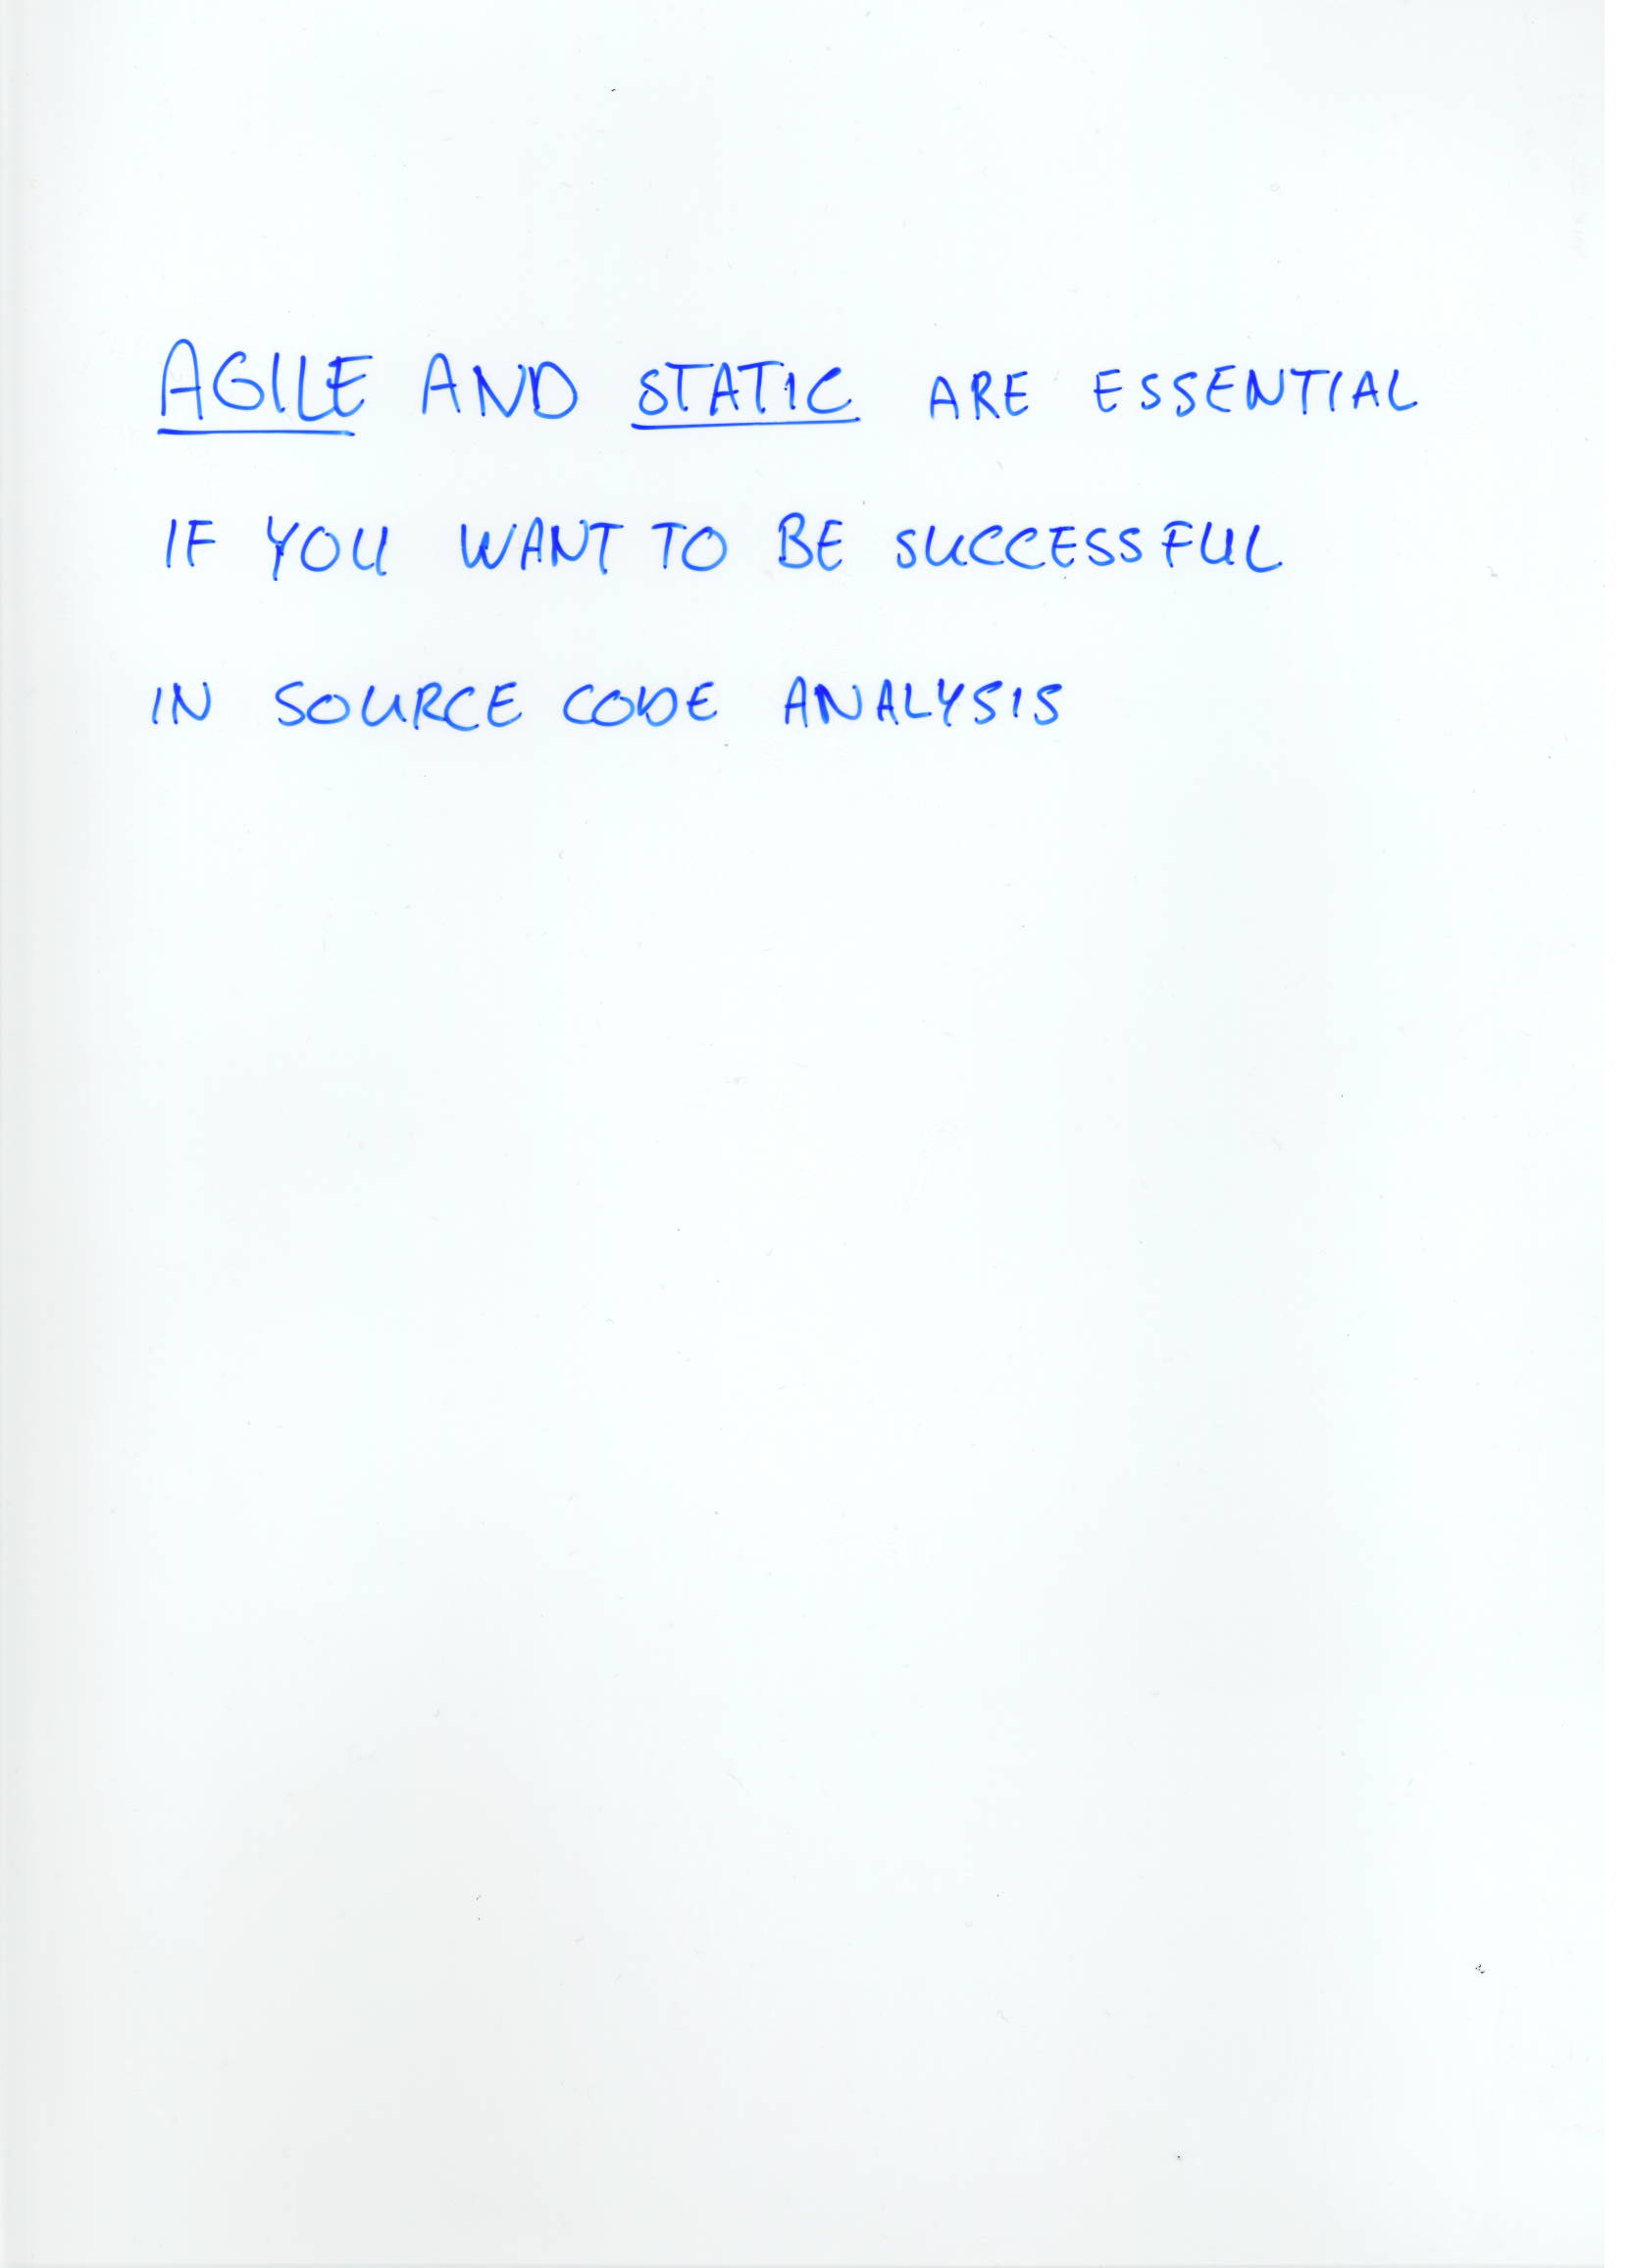 AGILE AND STATIC ARE ESSENTIAL
IF YOU WANT TO BE SUCCESSFUL
IN SOURCE CODE ANALYSIS